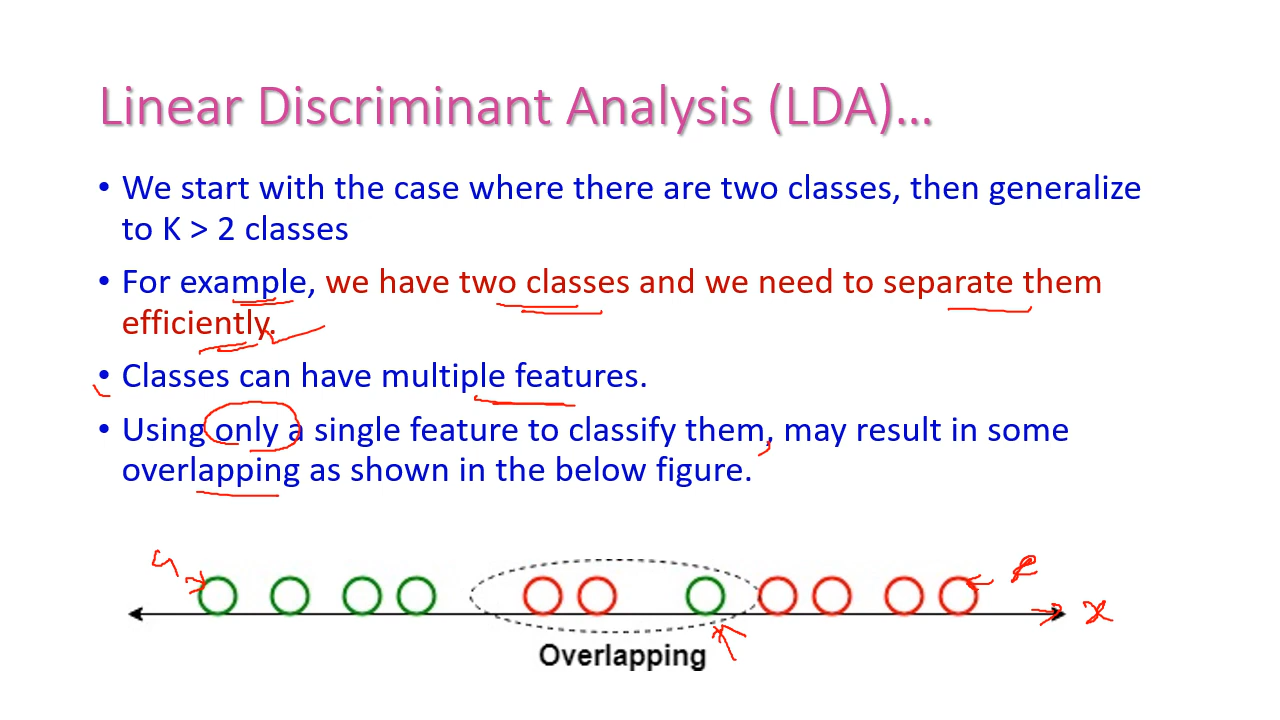 Linear Discriminant Analysis (LDA)...
• We start with the case where there are two classes, then generalize
to K > 2 classes
• For example, we have two classes and we need to separate them
efficiently.
• Classes can have multiple features.
• Using only a single feature to classify them, may result in some
overlapping as shown in the below figure.
x
Overlapping